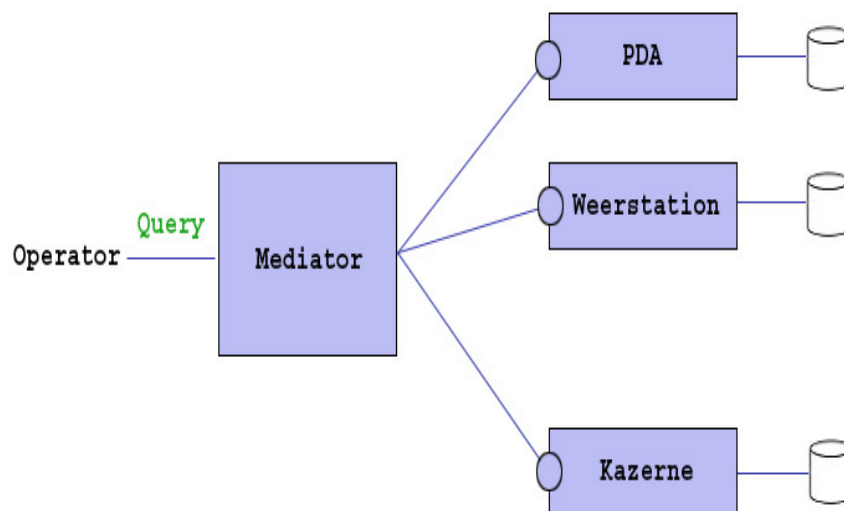 PDA
Query
Weerstation
Operator
Mediator
Kazerne